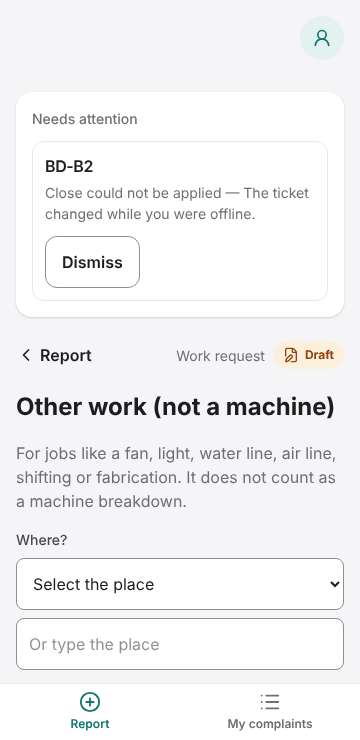 Needs attention
BD-B2
Close could not be applied — The ticket
changed while you were offline.
Dismiss
Report
Work request
Draft
Other work (not a machine)
For jobs like a fan, light, water line, air line,
shifting or fabrication. It does not count as
a machine breakdown.
Where?
Select the place
Or type the place
Report
My complaints